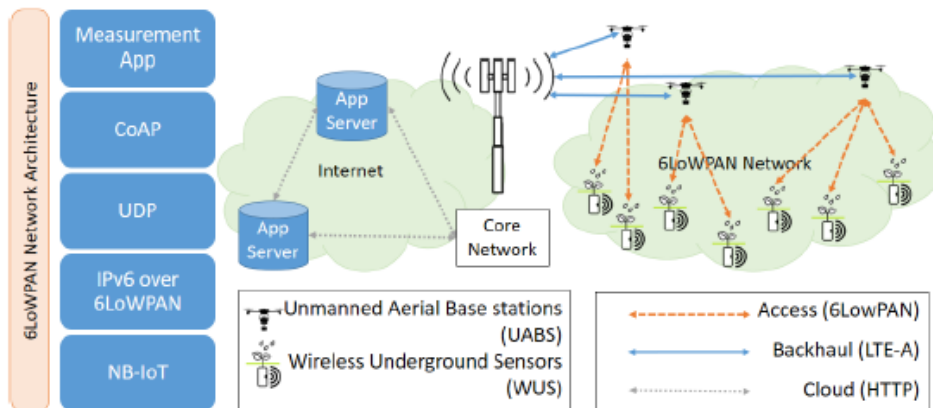 6LoWPAN Network Architecture
Measurement
App
CoAP
UDP
IPv6 over
6LoWPAN
NB-IoT
App
Server
Internet
App
Server
Core
Network
6LoWPAN Network
Unmanned Aerial Base stations
(UABS)
Wireless Underground Sensors
(WUS)
Access (6LowPAN)
Backhaul (LTE-A)
Cloud (HTTP)